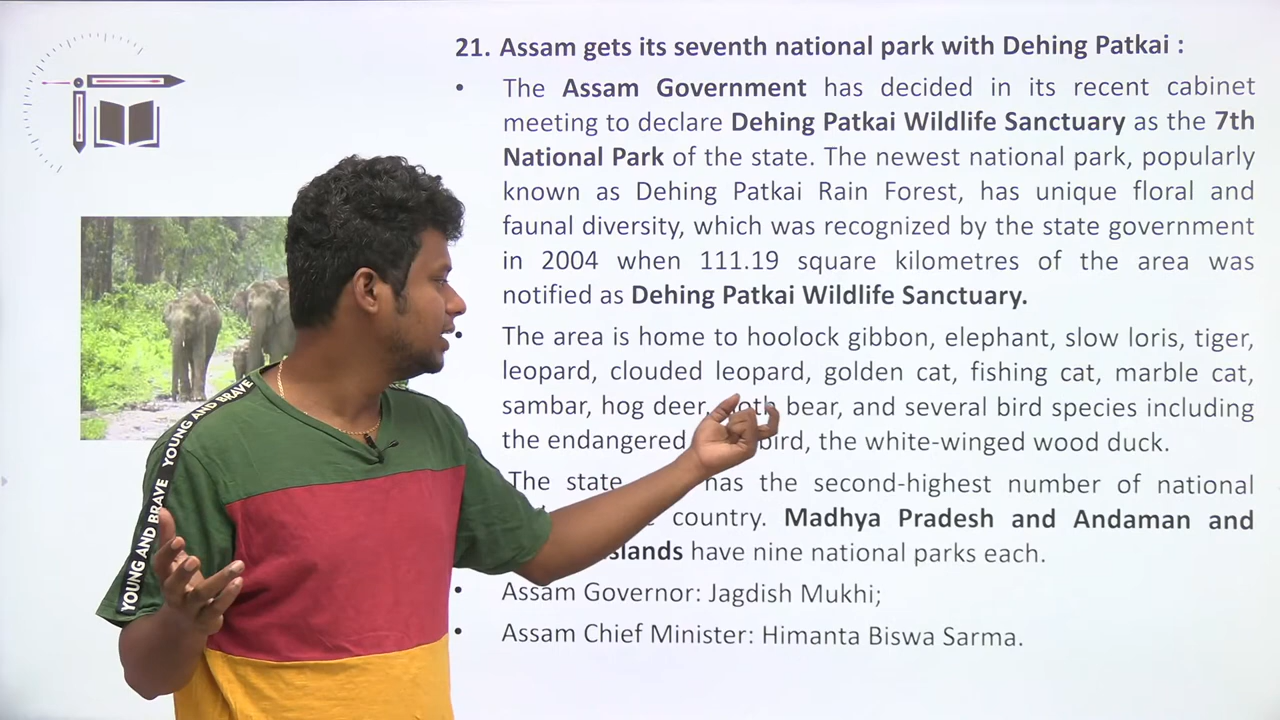 21. Assam gets its seventh national park with Dehing Patkai :
• The Assam Government has decided in its recent cabinet
meeting to declare Dehing Patkai Wildlife Sanctuary as the 7th
National Park of the state. The newest national park, popularly
known as Dehing Patkai Rain Forest, has unique floral and
faunal diversity, which was recognized by the state government
in 2004 when 111.19 square kilometres of the area was
notified as Dehing Patkai Wildlife Sanctuary.
• The area is home to hoolock gibbon, elephant, slow loris, tiger,
leopard, clouded leopard, golden cat, fishing cat, marble cat,
sambar, hog deer, bear, and several bird species including
the endangered bird, the white-winged wood duck.
The state has the second-highest number of national
country. Madhya Pradesh and Andaman and
have nine national parks each.
• Assam Governor: Jagdish Mukhi;
• Assam Chief Minister: Himanta Biswa Sarma.
YOUNG AND BRAVE YOUNG AND BRAVE